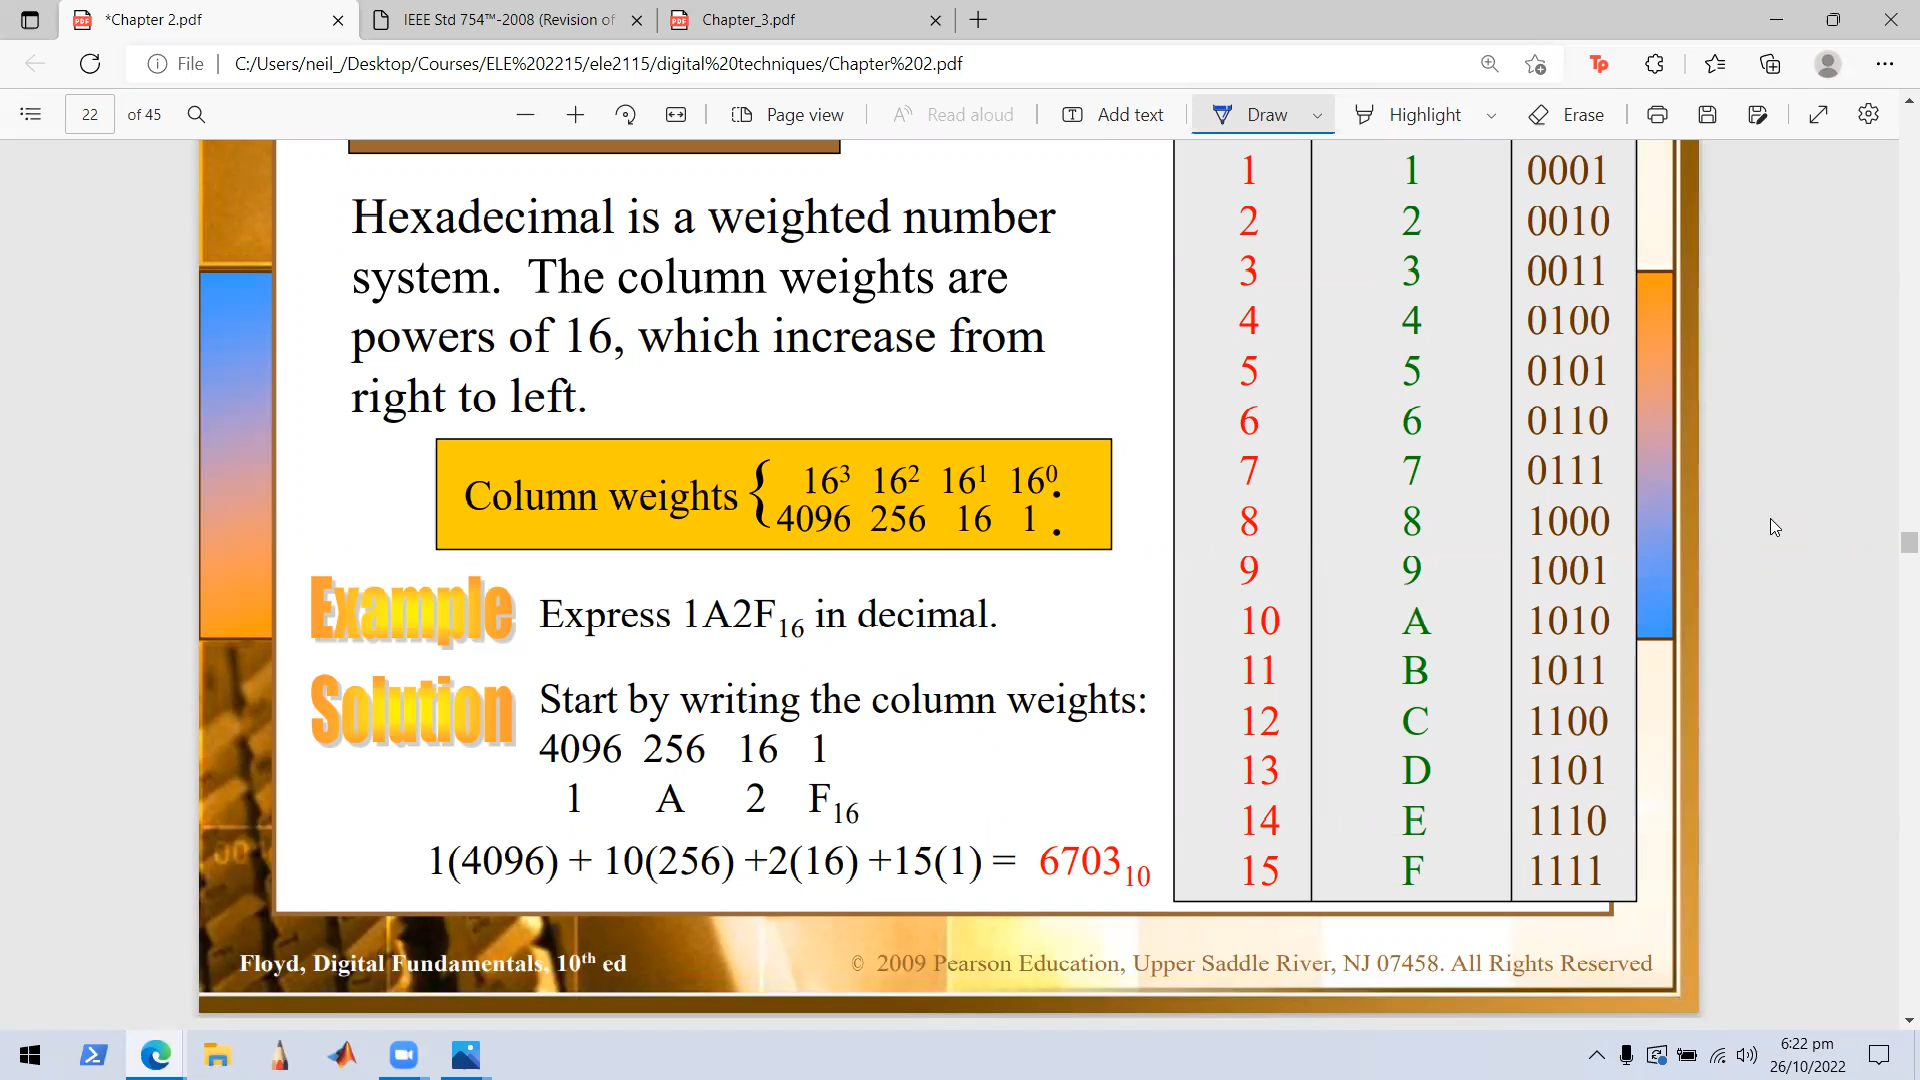 *Chapter 2.pdf
IEEE Std 754™-2008 (Revision of
Chapter_3.pdf
File
C:/Users/neil_/Desktop/Courses/ELE%202215/ele2115/digital%20techniques/Chapter%202.pdf
22 of 45
Page view
Read aloud
Add text
Draw
Highlight
Erase
Hexadecimal is a weighted number
system. The column weights are
powers of 16, which increase from
right to left.
Column weights { 16³ 16² 16¹ 16⁰.
4096 256 16 1 .
Example
Express 1A2F₁₆ in decimal.
Solution
Start by writing the column weights:
4096 256 16 1
1 A 2 F₁₆
1(4096) + 10(256) +2(16) +15(1) = 6703₁₀
1 1 0001
2 2 0010
3 3 0011
4 4 0100
5 5 0101
6 6 0110
7 7 0111
8 8 1000
9 9 1001
10 A 1010
11 B 1011
12 C 1100
13 D 1101
14 E 1110
15 F 1111
Floyd, Digital Fundamentals, 10th ed
© 2009 Pearson Education, Upper Saddle River, NJ 07458. All Rights Reserved
6:22 pm
26/10/2022